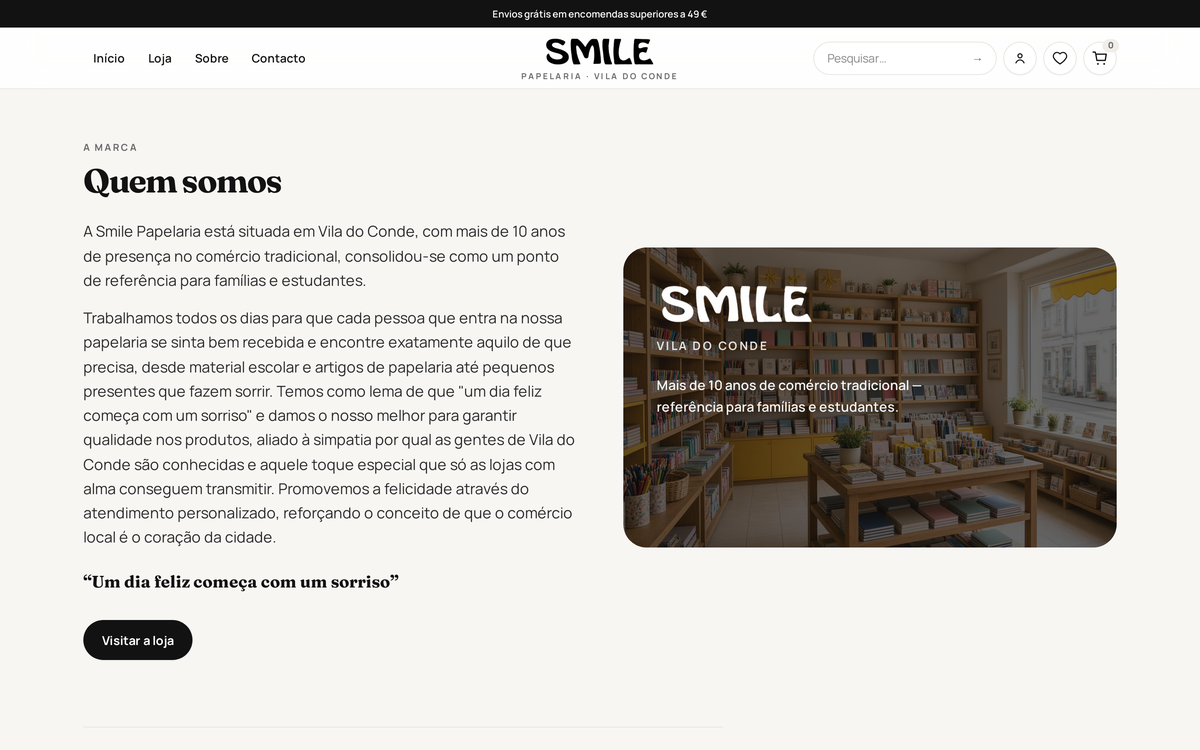 Envios grátis em encomendas superiores a 49 €
Início
Loja
Sobre
Contacto
SMILE
PAPELARIA · VILA DO CONDE
Pesquisar...
→
0
A MARCA
Quem somos
A Smile Papelaria está situada em Vila do Conde, com mais de 10 anos
de presença no comércio tradicional, consolidou-se como um ponto
de referência para famílias e estudantes.
Trabalhamos todos os dias para que cada pessoa que entra na nossa
papelaria se sinta bem recebida e encontre exatamente aquilo de que
precisa, desde material escolar e artigos de papelaria até pequenos
presentes que fazem sorrir. Temos como lema de que "um dia feliz
começa com um sorriso" e damos o nosso melhor para garantir
qualidade nos produtos, aliado à simpatia por qual as gentes de Vila do
Conde são conhecidas e aquele toque especial que só as lojas com
alma conseguem transmitir. Promovemos a felicidade através do
atendimento personalizado, reforçando o conceito de que o comércio
local é o coração da cidade.
“Um dia feliz começa com um sorriso”
Visitar a loja
SMILE
VILA DO CONDE
Mais de 10 anos de comércio tradicional —
referência para famílias e estudantes.